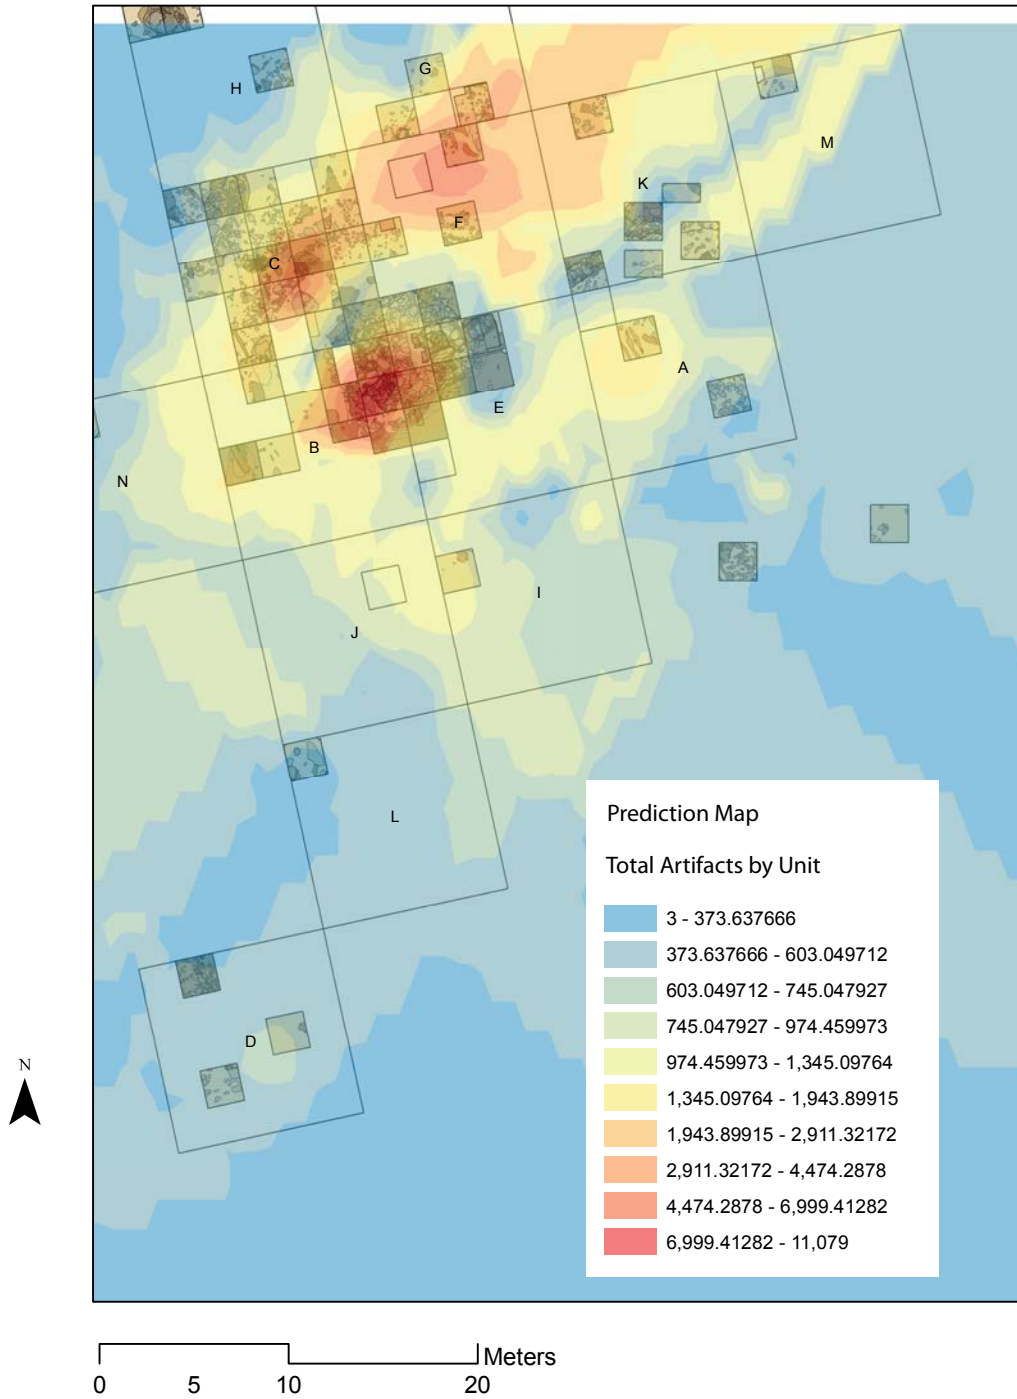 G
H
M
K
F
C
A
E
B
N
I
J
L
D
N
Prediction Map
Total Artifacts by Unit
3 - 373.637666
373.637666 - 603.049712
603.049712 - 745.047927
745.047927 - 974.459973
974.459973 - 1,345.09764
1,345.09764 - 1,943.89915
1,943.89915 - 2,911.32172
2,911.32172 - 4,474.2878
4,474.2878 - 6,999.41282
6,999.41282 - 11,079
Meters
0 5 10 20